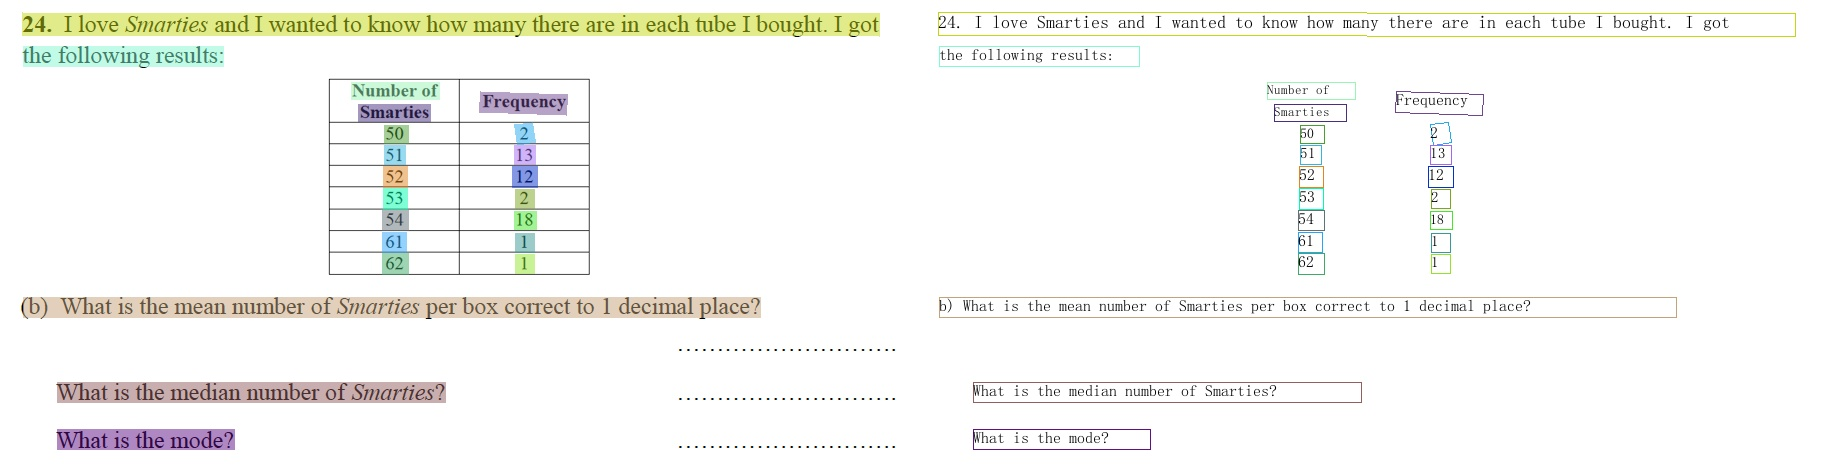 24. I love Smarties and I wanted to know how many there are in each tube I bought. I got
the following results:
Number of
Smarties
Frequency
50 2
51 13
52 12
53 2
54 18
61 1
62 1
(b) What is the mean number of Smarties per box correct to 1 decimal place?
............................
What is the median number of Smarties? ............................
What is the mode? ............................
24. I love Smarties and I wanted to know how many there are in each tube I bought. I got
the following results:
Number of
Smarties
Frequency
50 2
51 13
52 12
53 2
54 18
61 1
62 1
b) What is the mean number of Smarties per box correct to 1 decimal place?
What is the median number of Smarties?
What is the mode?